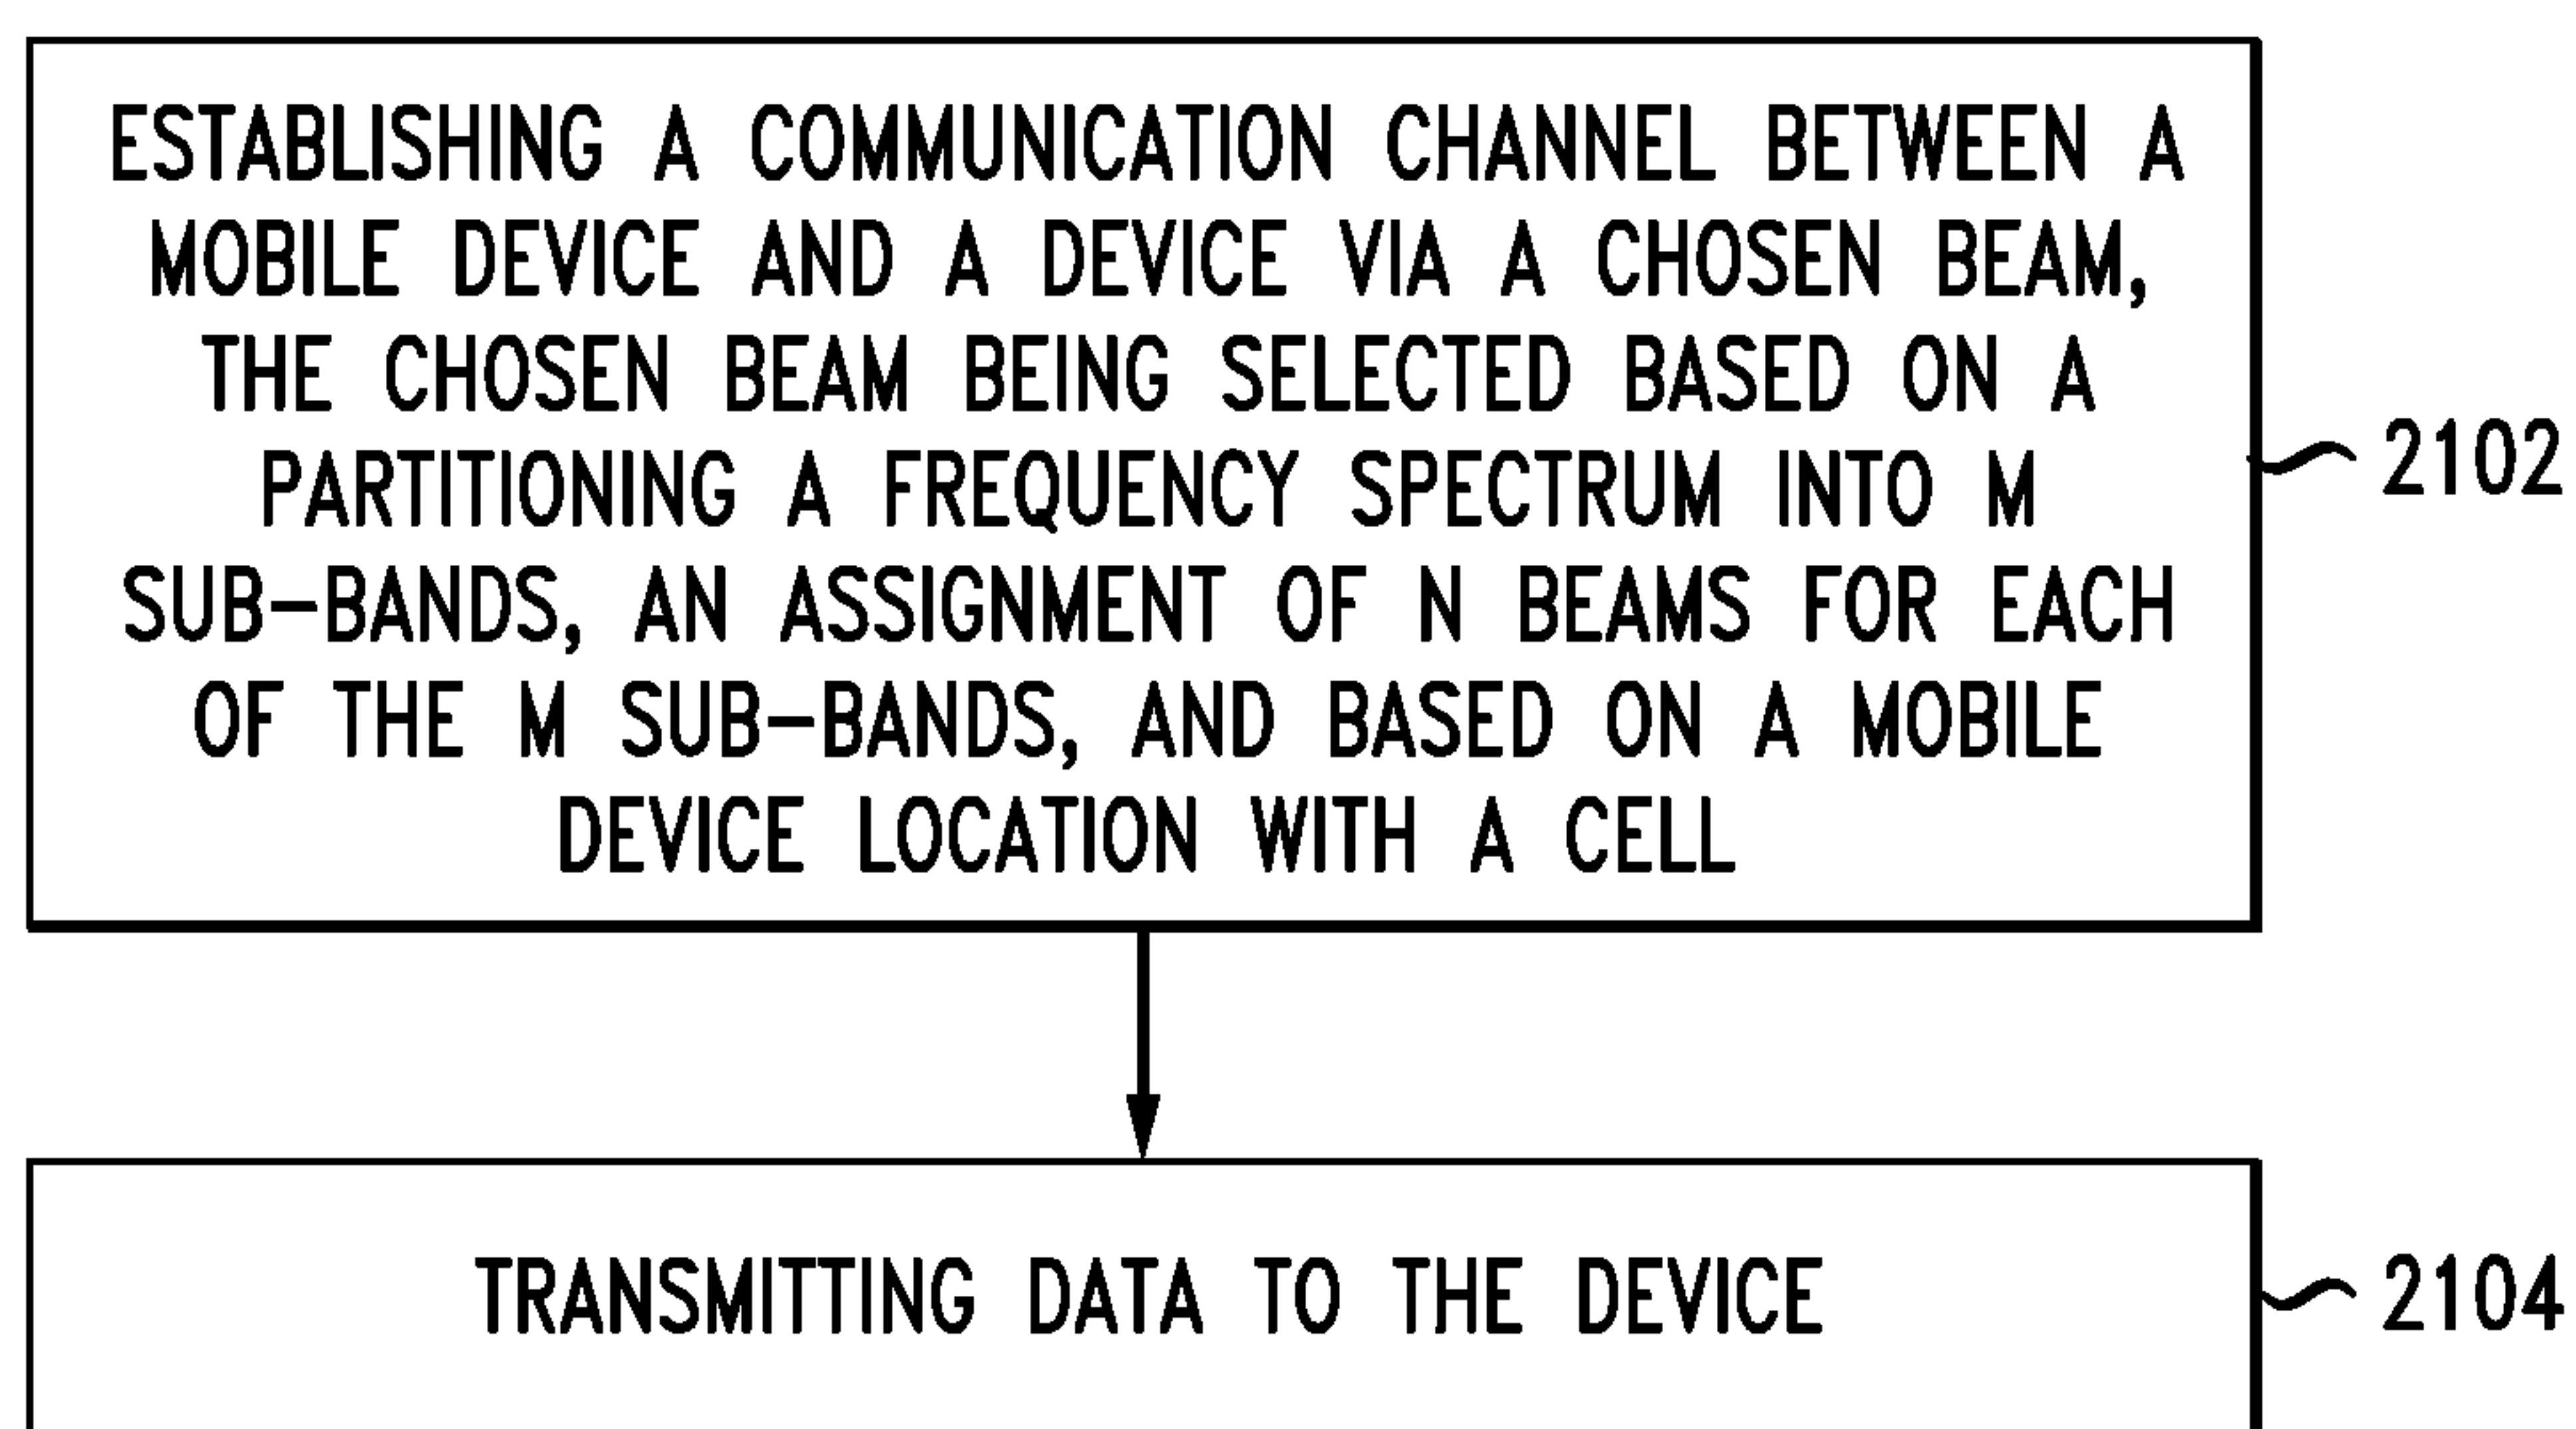 ESTABLISHING A COMMUNICATION CHANNEL BETWEEN A
MOBILE DEVICE AND A DEVICE VIA A CHOSEN BEAM,
THE CHOSEN BEAM BEING SELECTED BASED ON A
PARTITIONING A FREQUENCY SPECTRUM INTO M
SUB-BANDS, AN ASSIGNMENT OF N BEAMS FOR EACH
OF THE M SUB-BANDS, AND BASED ON A MOBILE
DEVICE LOCATION WITH A CELL
2102
TRANSMITTING DATA TO THE DEVICE
2104